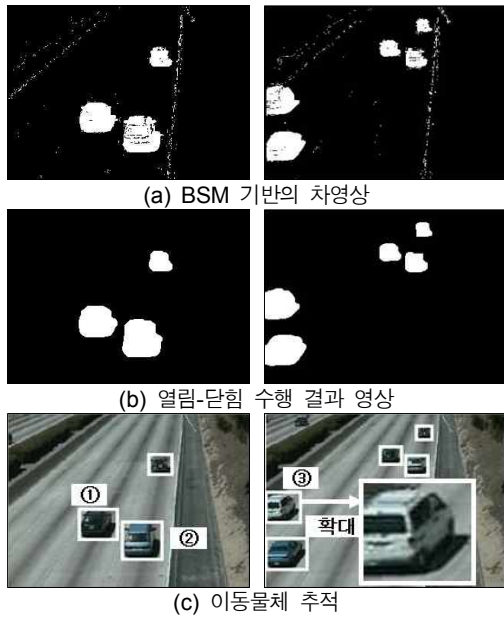 (a) BSM 기반의 차영상
(b) 열림-닫힘 수행 결과 영상
①
②
③
확대
(c) 이동물체 추적